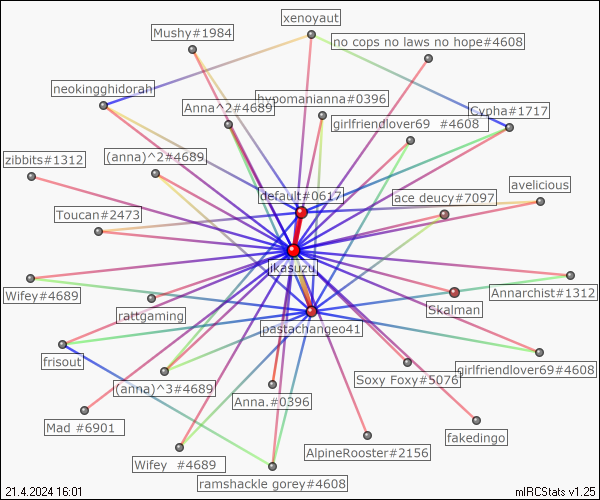 xenoyaut
Mushy#1984
no cops no laws no hope#4608
neokingghidorah
hypomanianna#0396
Anna^2#4689
Cypha#1717
girlfriendlover69 #4608
zibbits#1312
(anna)^2#4689
default#0617
ace deucy#7097
avelicious
Toucan#2473
ikasuzu
Wifey#4689
Annarchist#1312
rattgaming
Skalman
pastachangeo41
frisout
girlfriendlover69#4608
(anna)^3#4689
Soxy Foxy#5076
Anna.#0396
Mad #6901
fakedingo
AlpineRooster#2156
Wifey #4689
ramshackle gorey#4608
21.4.2024 16:01
mIRCStats v1.25